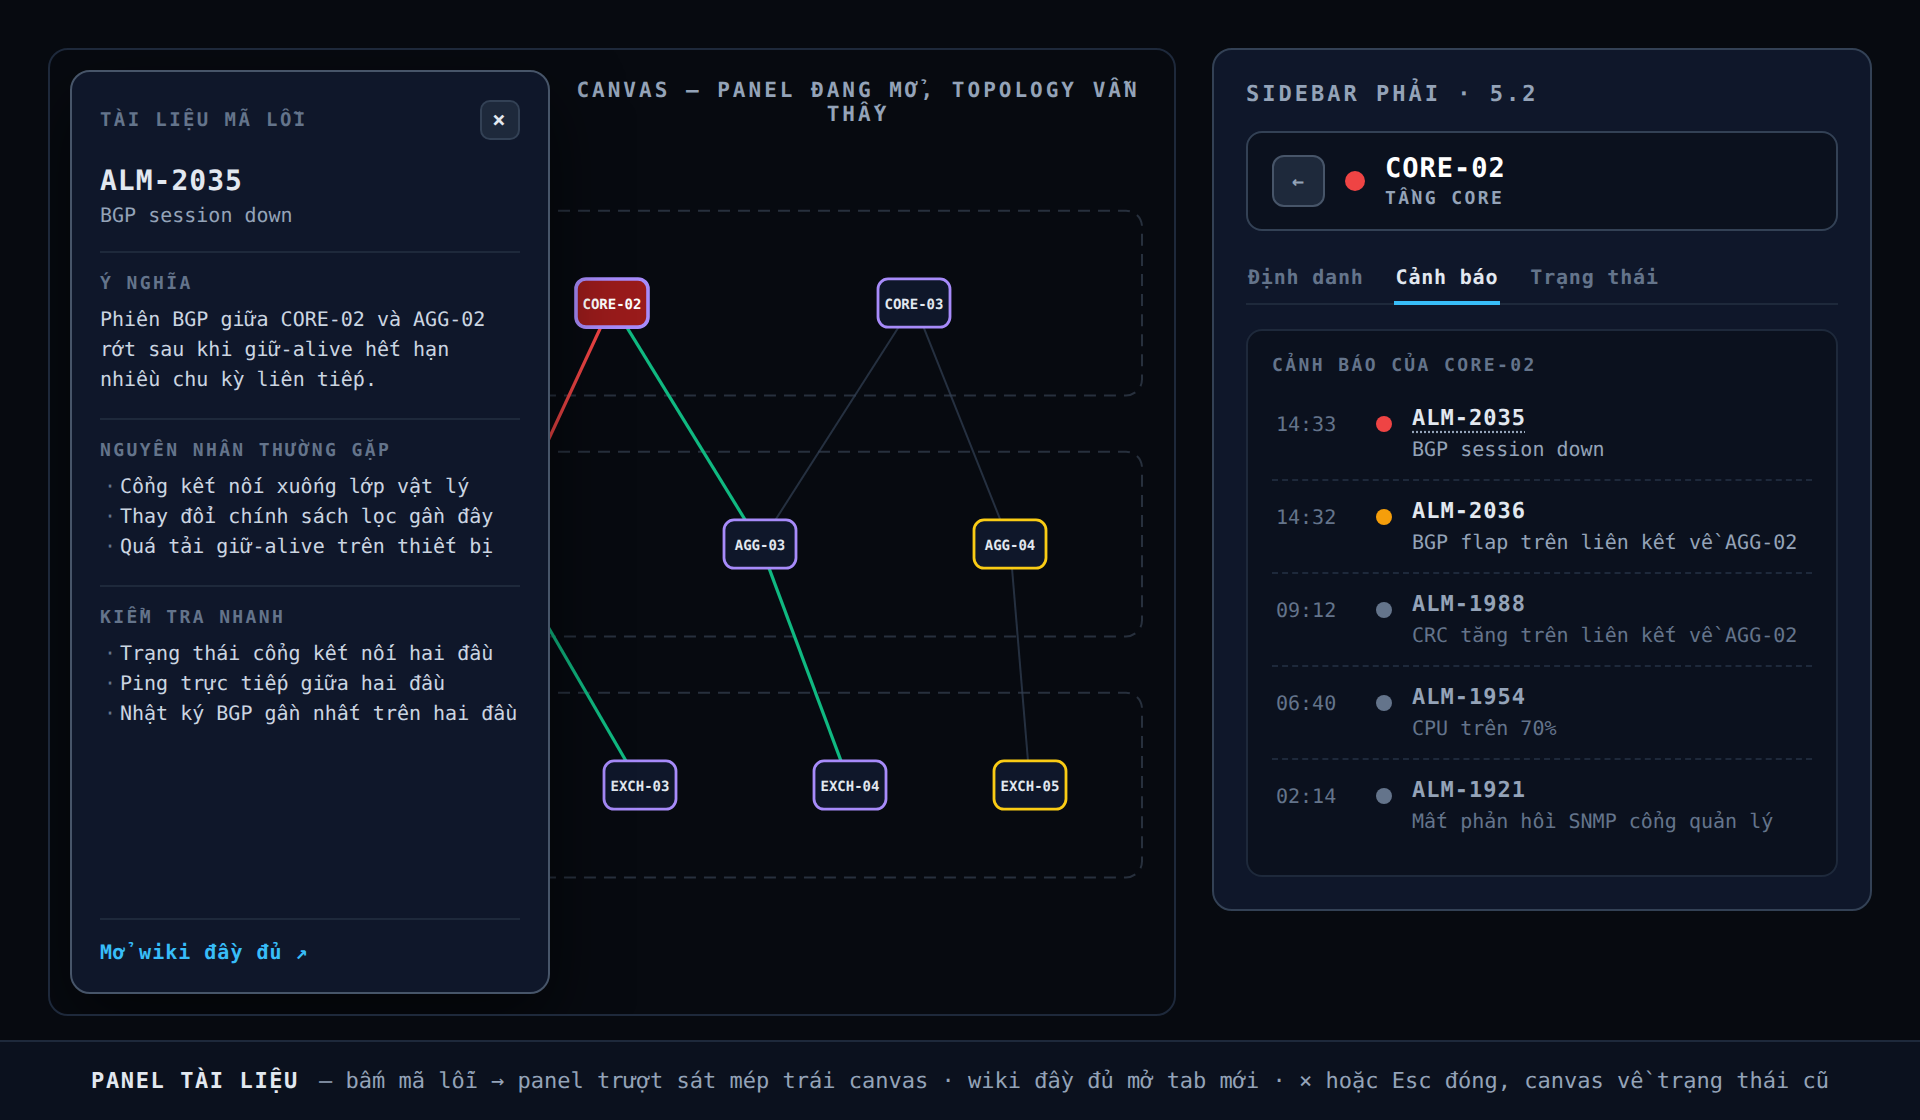 TÀI LIỆU MÃ LỖI
×
ALM-2035
BGP session down
Ý NGHĨA
Phiên BGP giữa CORE-02 và AGG-02
rớt sau khi giữ-alive hết hạn
nhiều chu kỳ liên tiếp.
NGUYÊN NHÂN THƯỜNG GẶP
· Cổng kết nối xuống lớp vật lý
· Thay đổi chính sách lọc gần đây
· Quá tải giữ-alive trên thiết bị
KIỂM TRA NHANH
· Trạng thái cổng kết nối hai đầu
· Ping trực tiếp giữa hai đầu
· Nhật ký BGP gần nhất trên hai đầu
Mở wiki đầy đủ ↗
CANVAS — PANEL ĐANG MỞ, TOPOLOGY VẪN
THẤY
CORE-02
CORE-03
AGG-03
AGG-04
EXCH-03
EXCH-04
EXCH-05
SIDEBAR PHẢI · 5.2
←
CORE-02
TẦNG CORE
Định danh
Cảnh báo
Trạng thái
CẢNH BÁO CỦA CORE-02
14:33
ALM-2035
BGP session down
14:32
ALM-2036
BGP flap trên liên kết về AGG-02
09:12
ALM-1988
CRC tăng trên liên kết về AGG-02
06:40
ALM-1954
CPU trên 70%
02:14
ALM-1921
Mất phản hồi SNMP cổng quản lý
PANEL TÀI LIỆU — bấm mã lỗi → panel trượt sát mép trái canvas · wiki đầy đủ mở tab mới · × hoặc Esc đóng, canvas về trạng thái cũ